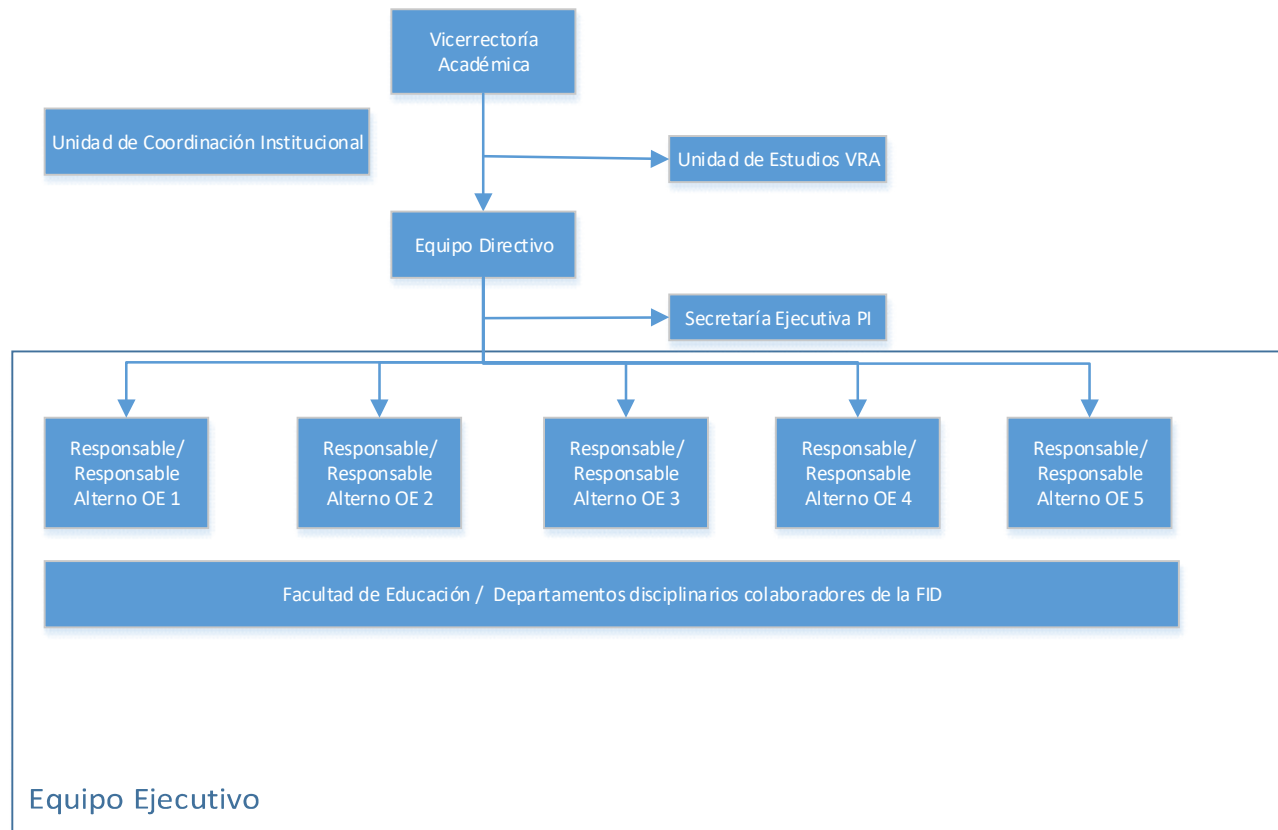 Vicerrectoría
Académica
Unidad de Coordinación Institucional
Unidad de Estudios VRA
Equipo Directivo
Secretaría Ejecutiva PI
Responsable/
Responsable
Alterno OE 1
Responsable/
Responsable
Alterno OE 2
Responsable/
Responsable
Alterno OE 3
Responsable/
Responsable
Alterno OE 4
Responsable/
Responsable
Alterno OE 5
Facultad de Educación / Departamentos disciplinarios colaboradores de la FID
Equipo Ejecutivo